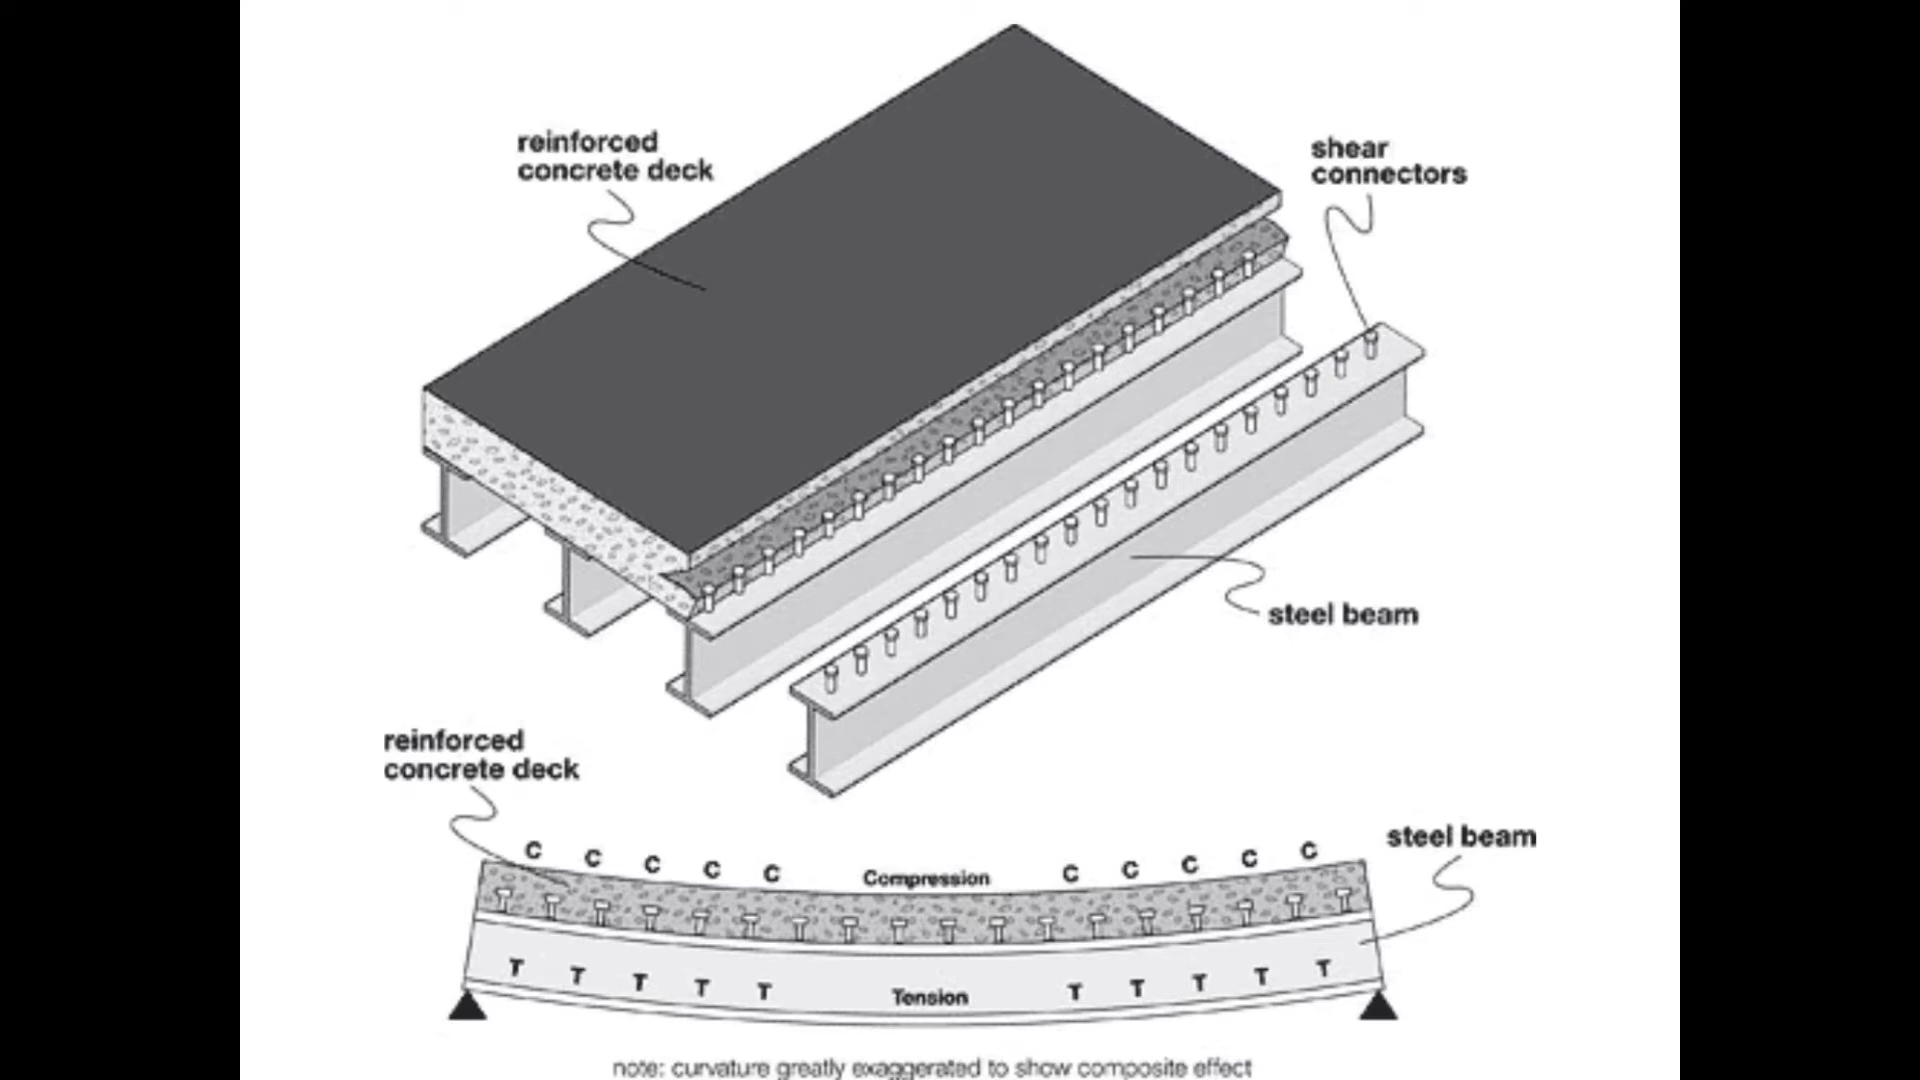 reinforced
concrete deck
shear
connectors
steel beam
reinforced
concrete deck
steel beam
C C C C C Compression C C C C C
T T T T T Tension T T T T T
note: curvature greatly exaggerated to show composite effect